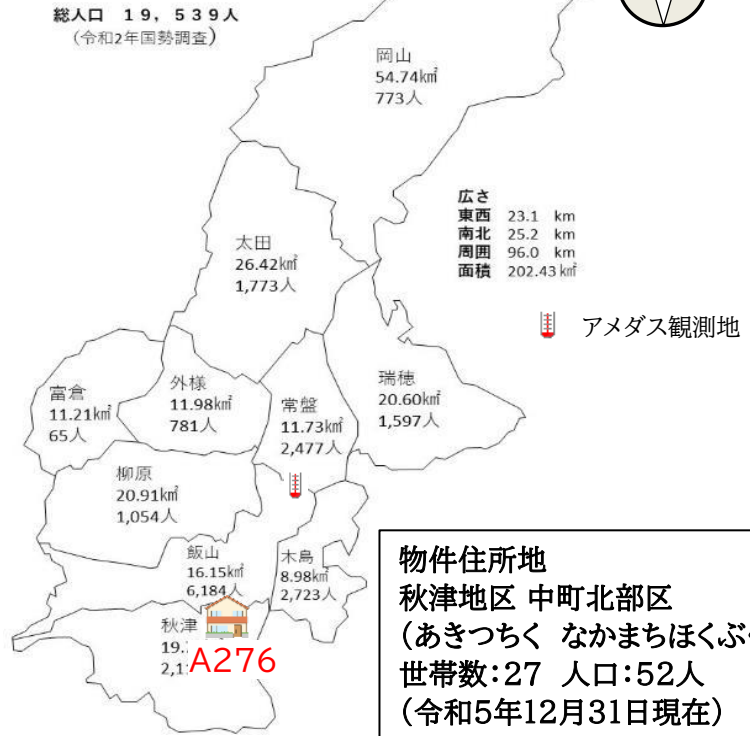 総人口 19,539人
(令和2年国勢調査)
岡山
54.74㎢
773人
広さ
東西 23.1 km
南北 25.2 km
周囲 96.0 km
面積 202.43㎢
太田
26.42㎢
1,773人
アメダス観測地
瑞穂
20.60㎢
1,597人
外様
11.98㎢
781人
富倉
11.21㎢
65人
常盤
11.73㎢
2,477人
柳原
20.91㎢
1,054人
飯山
16.15㎢
6,184人
木島
8.98㎢
2,723人
秋津
A276
物件住所地
秋津地区 中町北部区
(あきつちく なかまちほくぶ
世帯数:27 人口:52人
(令和5年12月31日現在)